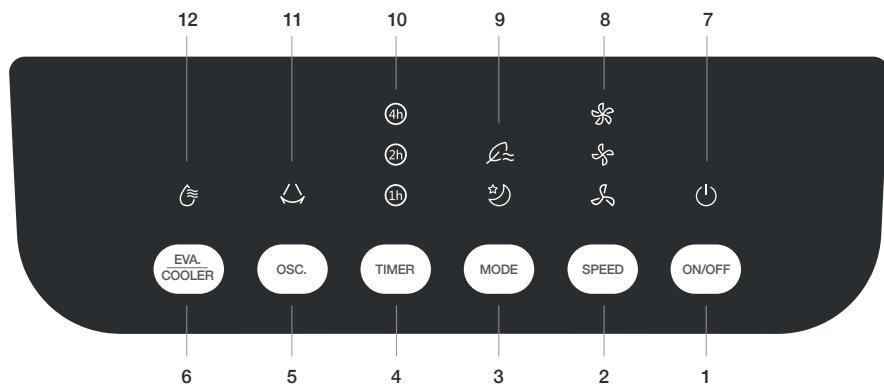 12 11 10 9 8 7
4h
2h
1h
EVA.
COOLER
OSC. TIMER MODE SPEED ON/OFF
6 5 4 3 2 1